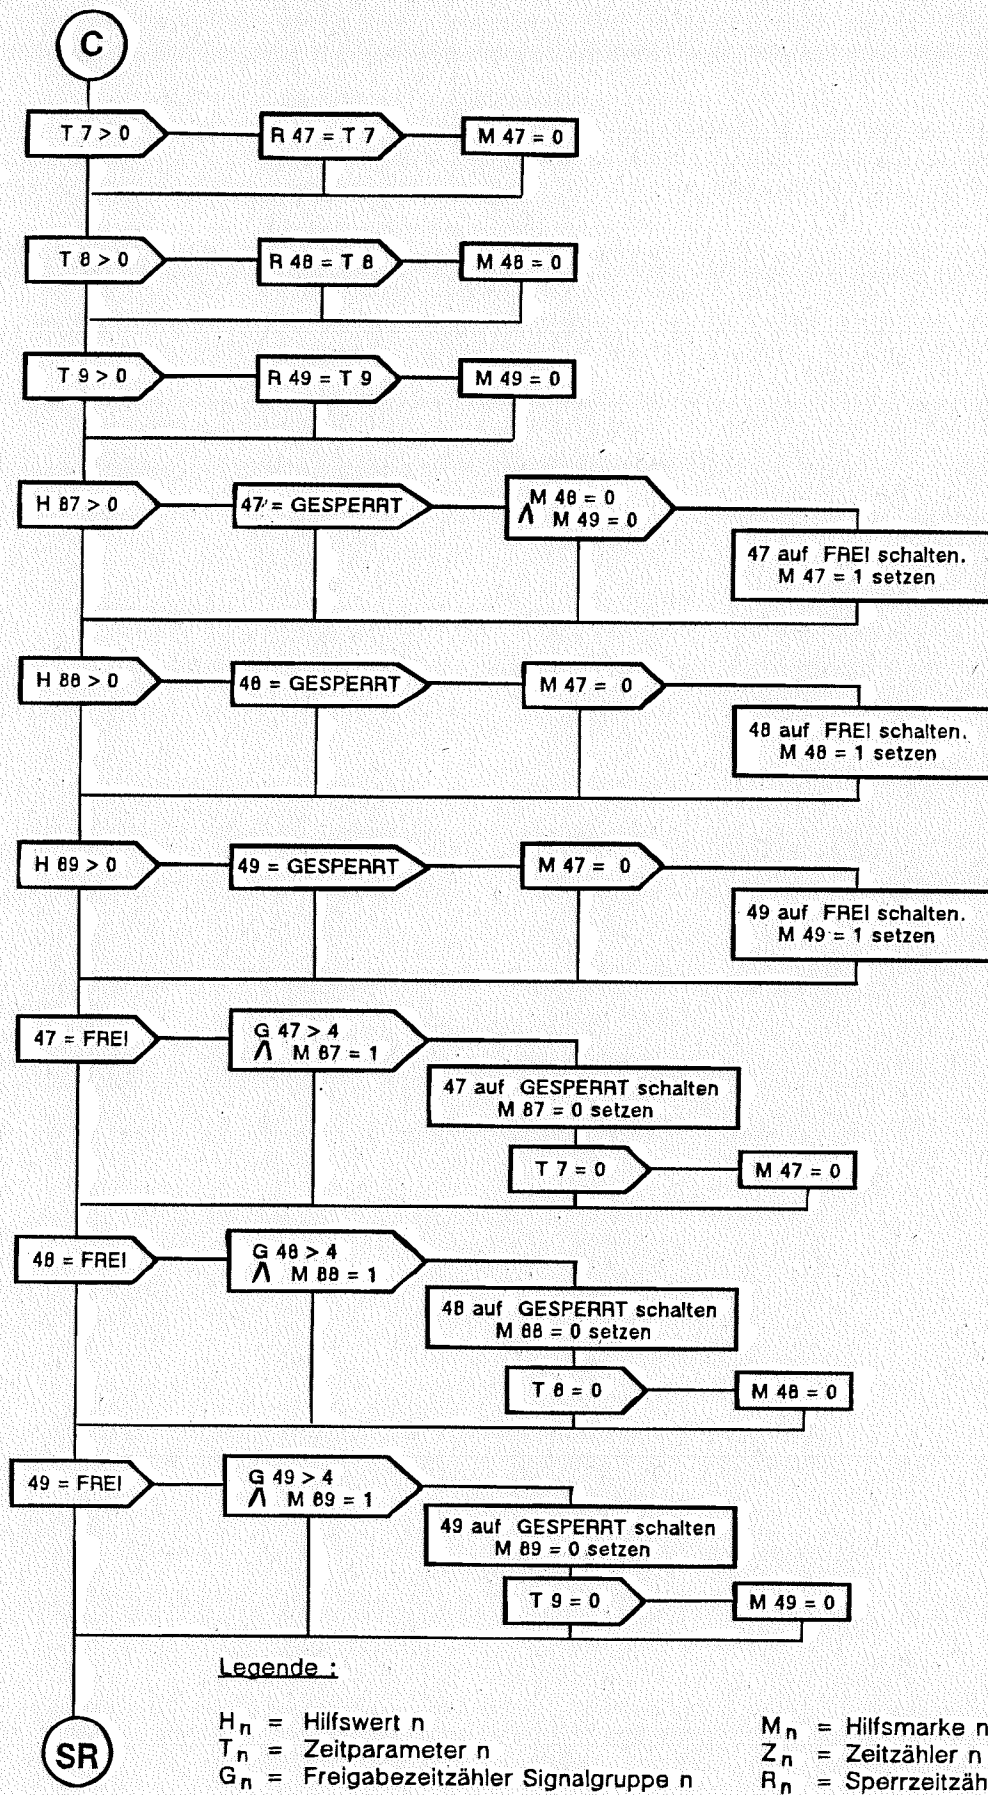 C
T 7 > 0
R 47 = T 7
M 47 = 0
T 8 > 0
R 48 = T 8
M 48 = 0
T 9 > 0
R 49 = T 9
M 49 = 0
H 87 > 0
47 = GESPERRT
M 48 = 0
Λ M 49 = 0
47 auf FREI schalten.
M 47 = 1 setzen
H 88 > 0
48 = GESPERRT
M 47 = 0
48 auf FREI schalten.
M 48 = 1 setzen
H 89 > 0
49 = GESPERRT
M 47 = 0
49 auf FREI schalten.
M 49 = 1 setzen
47 = FREI
G 47 > 4
Λ M 87 = 1
47 auf GESPERRT schalten
M 87 = 0 setzen
T 7 = 0
M 47 = 0
48 = FREI
G 48 > 4
Λ M 88 = 1
48 auf GESPERRT schalten
M 88 = 0 setzen
T 8 = 0
M 48 = 0
49 = FREI
G 49 > 4
Λ M 89 = 1
49 auf GESPERRT schalten
M 89 = 0 setzen
T 9 = 0
M 49 = 0
Legende :
SR
Hn = Hilfswert n
Tn = Zeitparameter n
Gn = Freigabezeitzähler Signalgruppe n
Mn = Hilfsmarke n
Zn = Zeitzähler n
Rn = Sperrzeitzäh